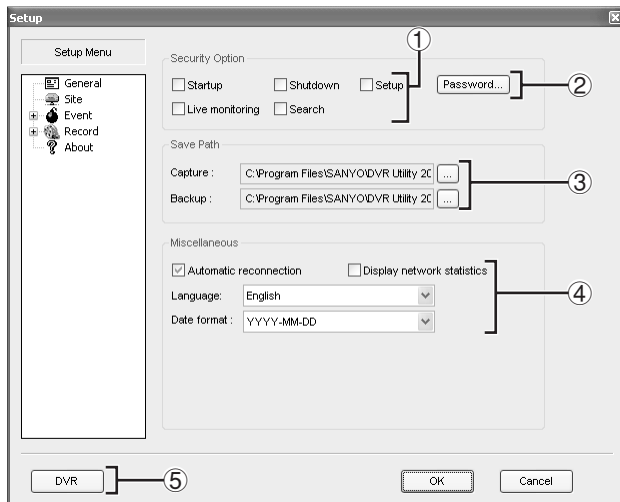 Setup
Setup Menu
General
Site
Event
Record
About
Security Option
Startup
Shutdown
Setup
Live monitoring
Search
Password...
①
②
Save Path
Capture :
C:\Program Files\SANYO\DVR Utility 20
...
Backup :
C:\Program Files\SANYO\DVR Utility 20
...
③
Miscellaneous
Automatic reconnection
Display network statistics
Language:
English
Date format :
YYYY-MM-DD
④
DVR
⑤
OK
Cancel